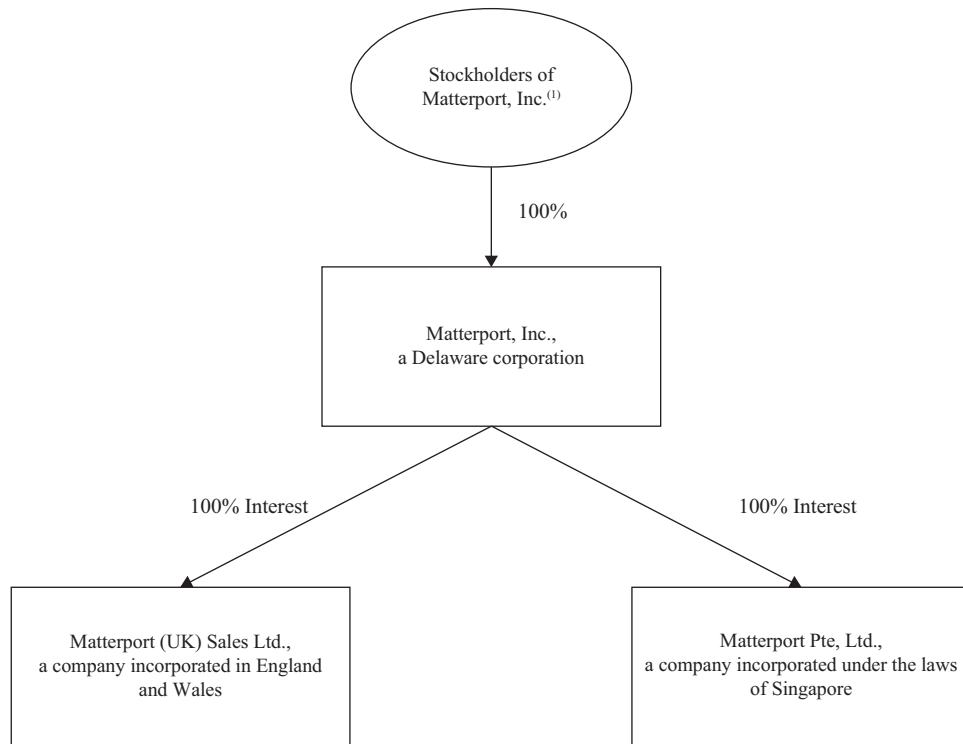 Stockholders of
Matterport, Inc.(1)
100%
Matterport, Inc.,
a Delaware corporation
100% Interest
100% Interest
Matterport (UK) Sales Ltd.,
a company incorporated in England
and Wales
Matterport Pte, Ltd.,
a company incorporated under the laws
of Singapore